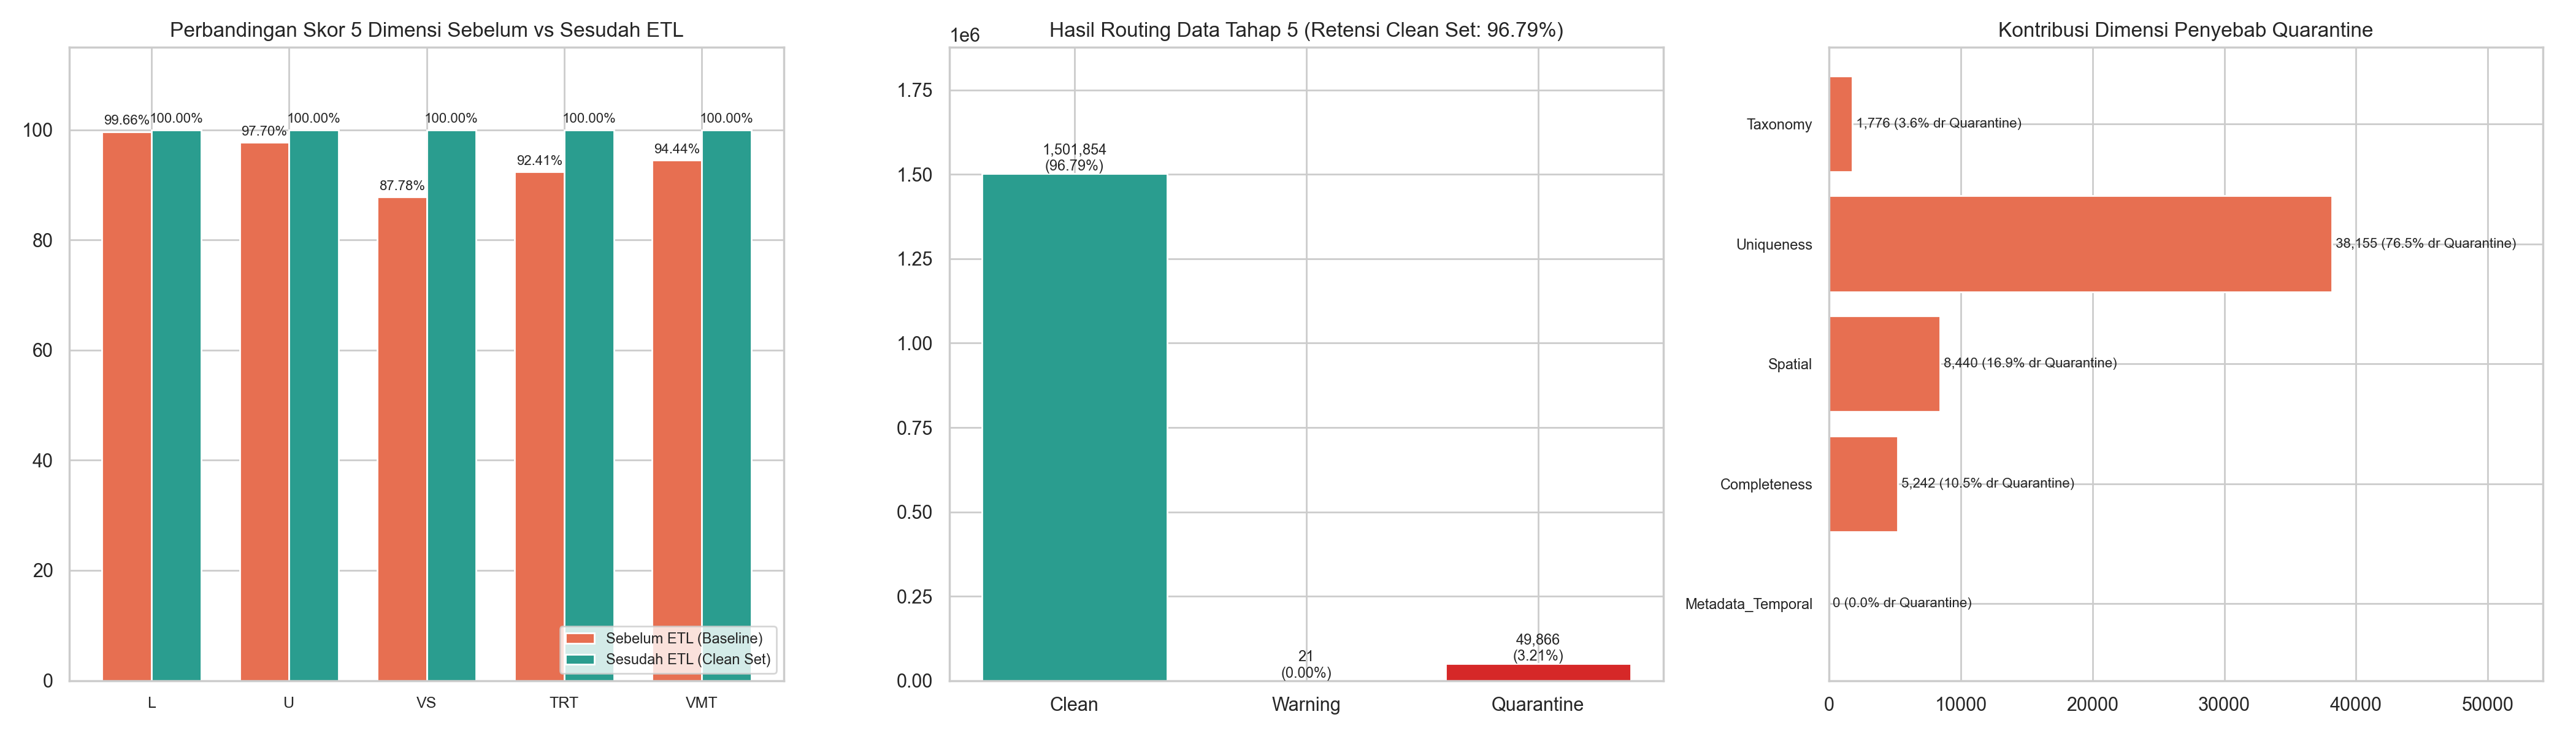 Perbandingan Skor 5 Dimensi Sebelum vs Sesudah ETL
100
80
60
40
20
0
99.66%
100.00%
97.70%
100.00%
87.78%
100.00%
92.41%
100.00%
94.44%
100.00%
Sebelum ETL (Baseline)
Sesudah ETL (Clean Set)
L
U
VS
TRT
VMT
Hasil Routing Data Tahap 5 (Retensi Clean Set: 96.79%)
1e6
1.75
1.50
1.25
1.00
0.75
0.50
0.25
0.00
1,501,854
(96.79%)
21
(0.00%)
49,866
(3.21%)
Clean
Warning
Quarantine
Kontribusi Dimensi Penyebab Quarantine
Taxonomy
1,776 (3.6% dr Quarantine)
Uniqueness
38,155 (76.5% dr Quarantine)
Spatial
8,440 (16.9% dr Quarantine)
Completeness
5,242 (10.5% dr Quarantine)
Metadata_Temporal
0 (0.0% dr Quarantine)
0
10000
20000
30000
40000
50000